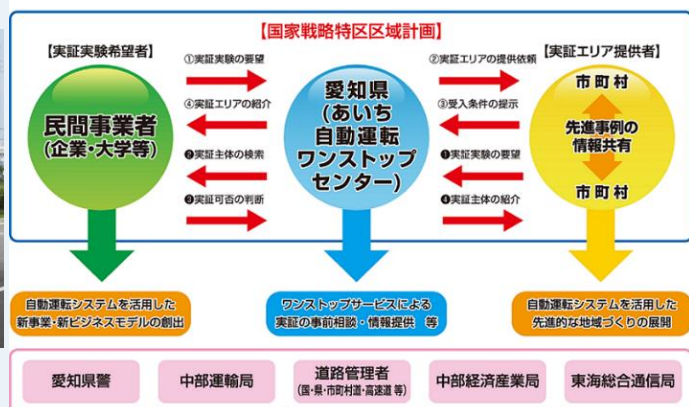 【国家戦略特区区域計画】
【実証実験希望者】
【実証エリア提供者】
①実証実験の要望
④実証エリアの紹介
❷実証主体の検索
❸実証可否の判断
②実証エリアの提供依頼
③受入条件の提示
❶実証実験の要望
❹実証主体の紹介
民間事業者
(企業・大学等)
愛知県
(あいち
自動運転
ワンストップ
センター)
市町村
先進事例の
情報共有
市町村
自動運転システムを活用した
新事業・新ビジネスモデルの創出
ワンストップサービスによる
実証の事前相談・情報提供 等
自動運転システムを活用した
先進的な地域づくりの展開
愛知県警
中部運輸局
道路管理者
(国・県・市町村道・高速道 等)
中部経済産業局
東海総合通信局